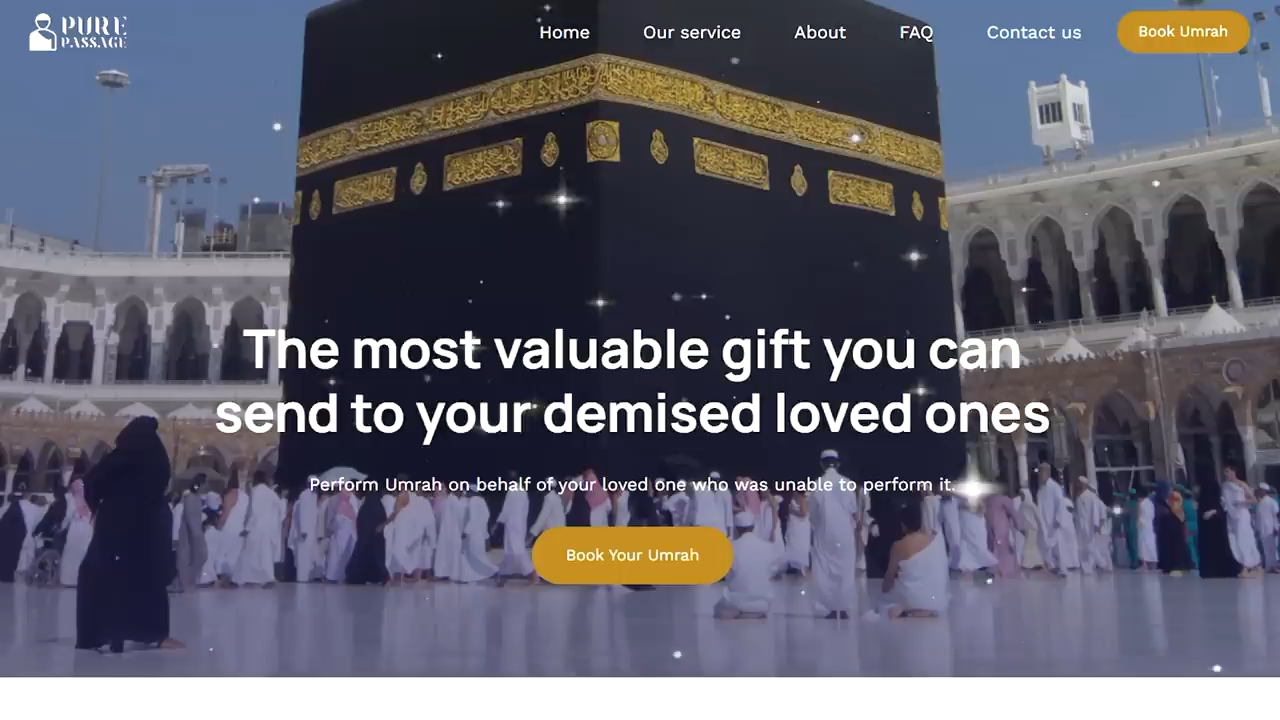 PURE
PASSAGE
Home
Our service
About
FAQ
Contact us
Book Umrah
The most valuable gift you can
send to your demised loved ones
Perform Umrah on behalf of your loved one who was unable to perform it.
Book Your Umrah